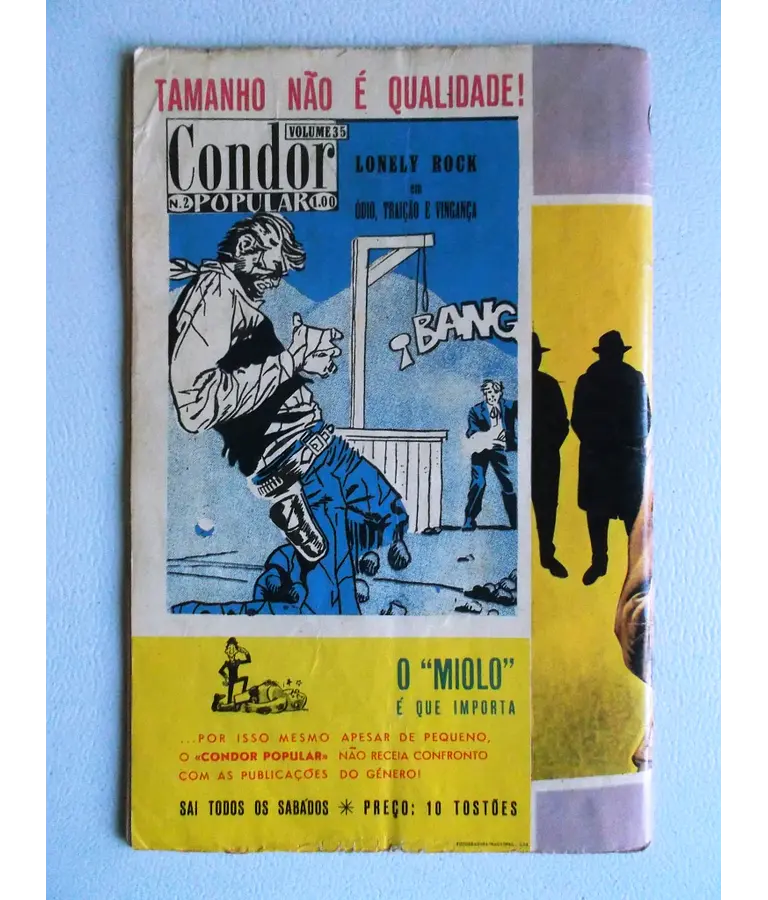 TAMANHO NÃO É QUALIDADE!
VOLUME 35
Condor
N.2 POPULAR 1.00
LONELY ROCK
em
ÓDIO, TRAIÇÃO E VINGANÇA
BANG
O "MIOLO"
É QUE IMPORTA
...POR ISSO MESMO APESAR DE PEQUENO,
O «CONDOR POPULAR» NÃO RECEIA CONFRONTO
COM AS PUBLICAÇÕES DO GÉNERO!
SAI TODOS OS SABADOS * PREÇO: 10 TOSTÕES